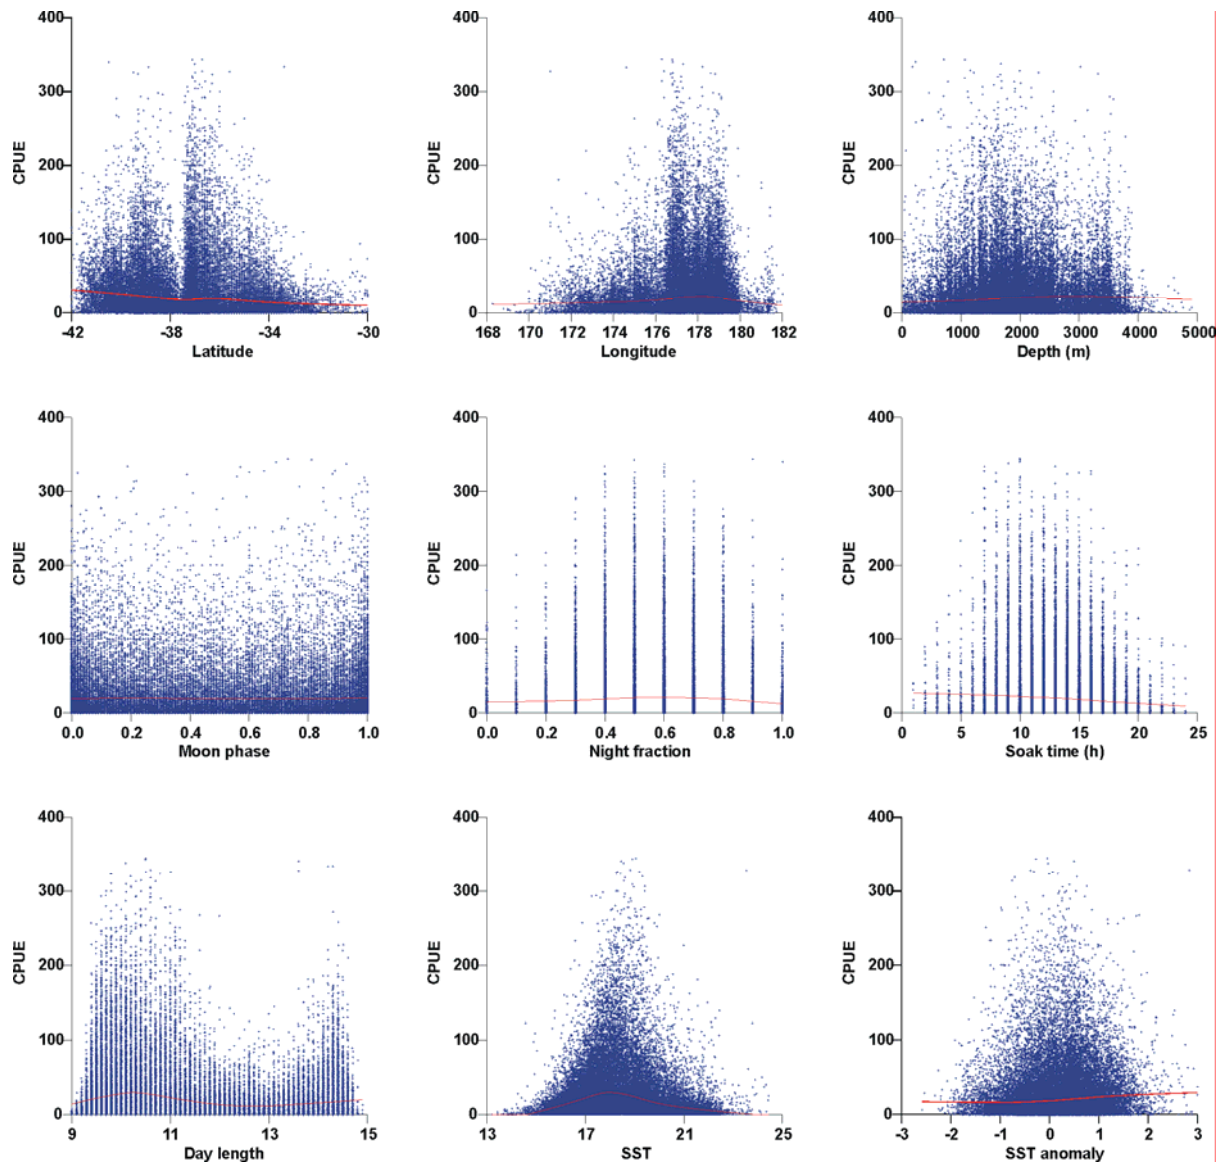 400 400 400
300 300 300
CPUE CPUE CPUE
200 200 200
100 100 100
0 0 0
-42 -38 -34 -30 168 170 172 174 176 178 180 182 0 1000 2000 3000 4000 5000
Latitude Longitude Depth (m)
400 400 400
300 300 300
CPUE CPUE CPUE
200 200 200
100 100 100
0 0 0
0.0 0.2 0.4 0.6 0.8 1.0 0.0 0.2 0.4 0.6 0.8 1.0 0 5 10 15 20 25
Moon phase Night fraction Soak time (h)
400 400 400
300 300 300
CPUE CPUE CPUE
200 200 200
100 100 100
0 0 0
9 11 13 15 13 17 21 25 -3 -2 -1 0 1 2 3
Day length SST SST anomaly